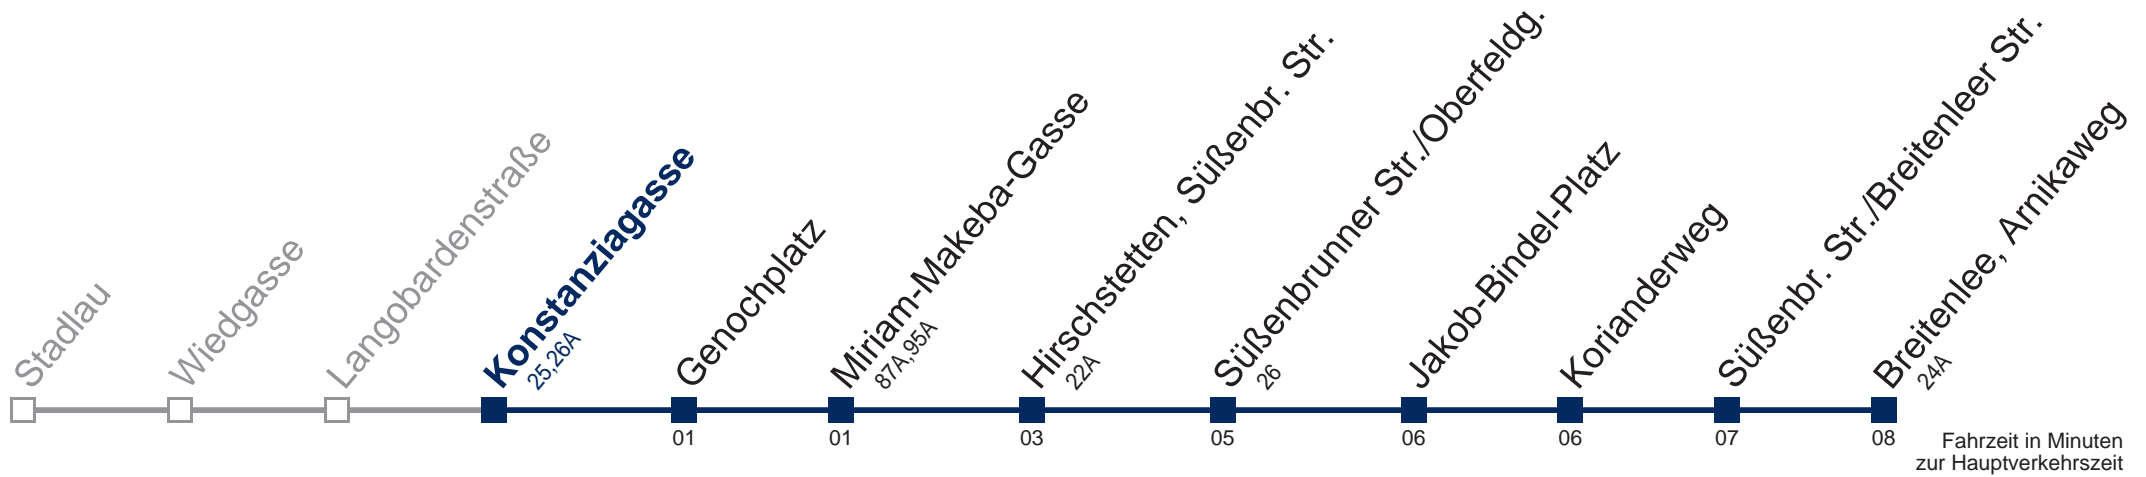 Stadlau
Wiedgasse
Langobardenstraße
Konstanziagasse
25,26A
Genochplatz
Miriam-Makeba-Gasse
87A,95A
Hirschstetten, Süßenbr. Str.
22A
Süßenbrunner Str./Oberfeldg.
26
Jakob-Bindel-Platz
Korianderweg
Süßenbr. Str./Breitenleer Str.
Breitenlee, Arnikaweg
24A
01
01
03
05
06
06
07
08
Fahrzeit in Minuten
zur Hauptverkehrszeit